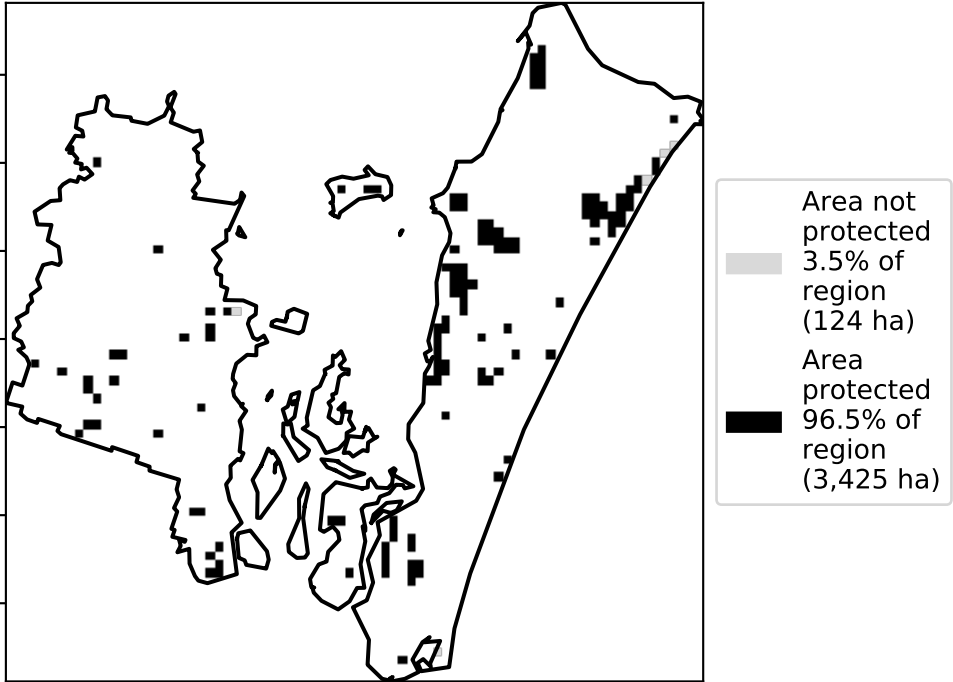 Area not
protected
3.5% of
region
(124 ha)
Area
protected
96.5% of
region
(3,425 ha)